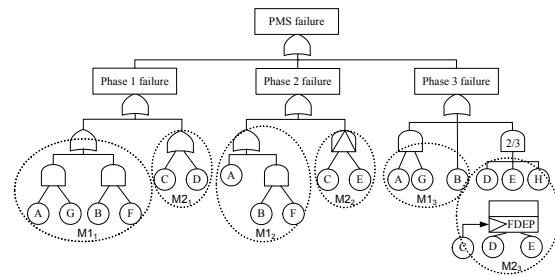 PMS failure
Phase 1 failure Phase 2 failure Phase 3 failure
2/3
A
C D C E A G B D E H
A G B F B F
M1₁ M2₁ M1₂ M2₂ M1₃
FDEP
C D E
M2₃